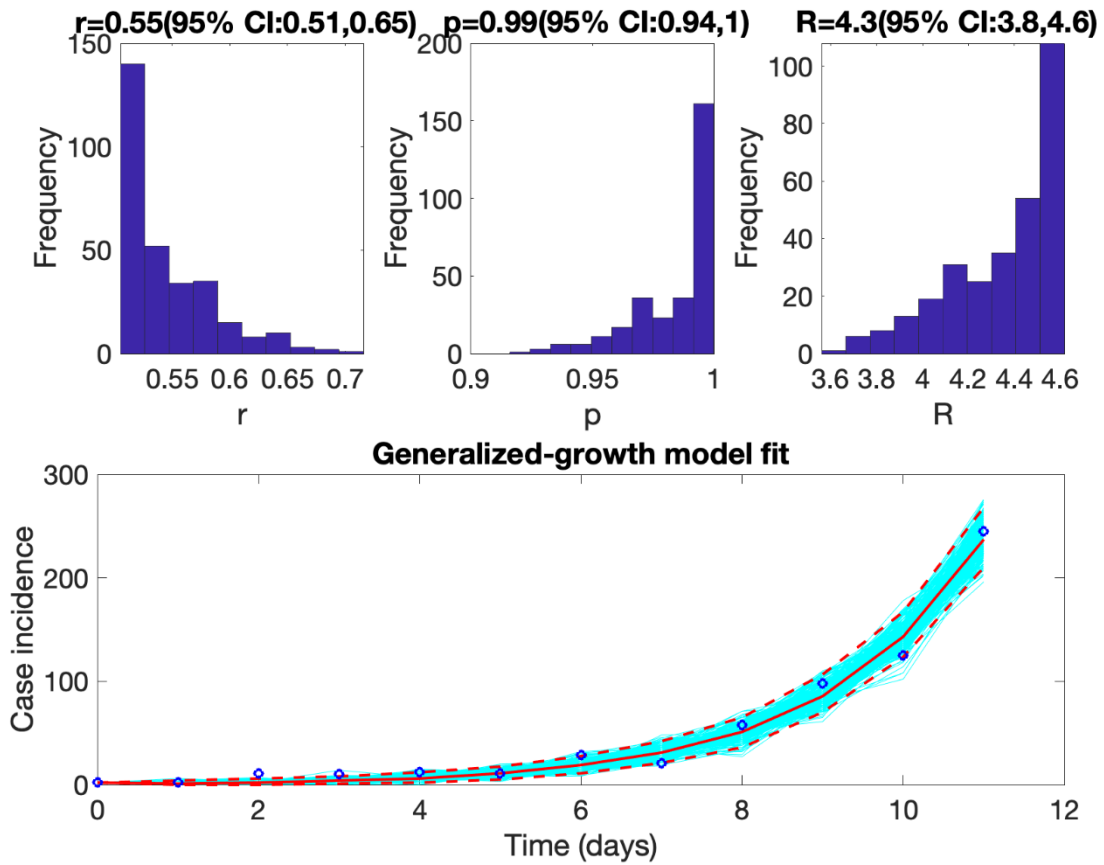 r=0.55(95% CI:0.51,0.65)
p=0.99(95% CI:0.94,1)
R=4.3(95% CI:3.8,4.6)
150
100
50
0
Frequency
0.55 0.6 0.65 0.7
r
200
150
100
50
0
Frequency
0.9 0.95 1
p
100
80
60
40
20
0
Frequency
3.6 3.8 4 4.2 4.4 4.6
R
Generalized-growth model fit
300
200
100
0
Case incidence
0 2 4 6 8 10 12
Time (days)